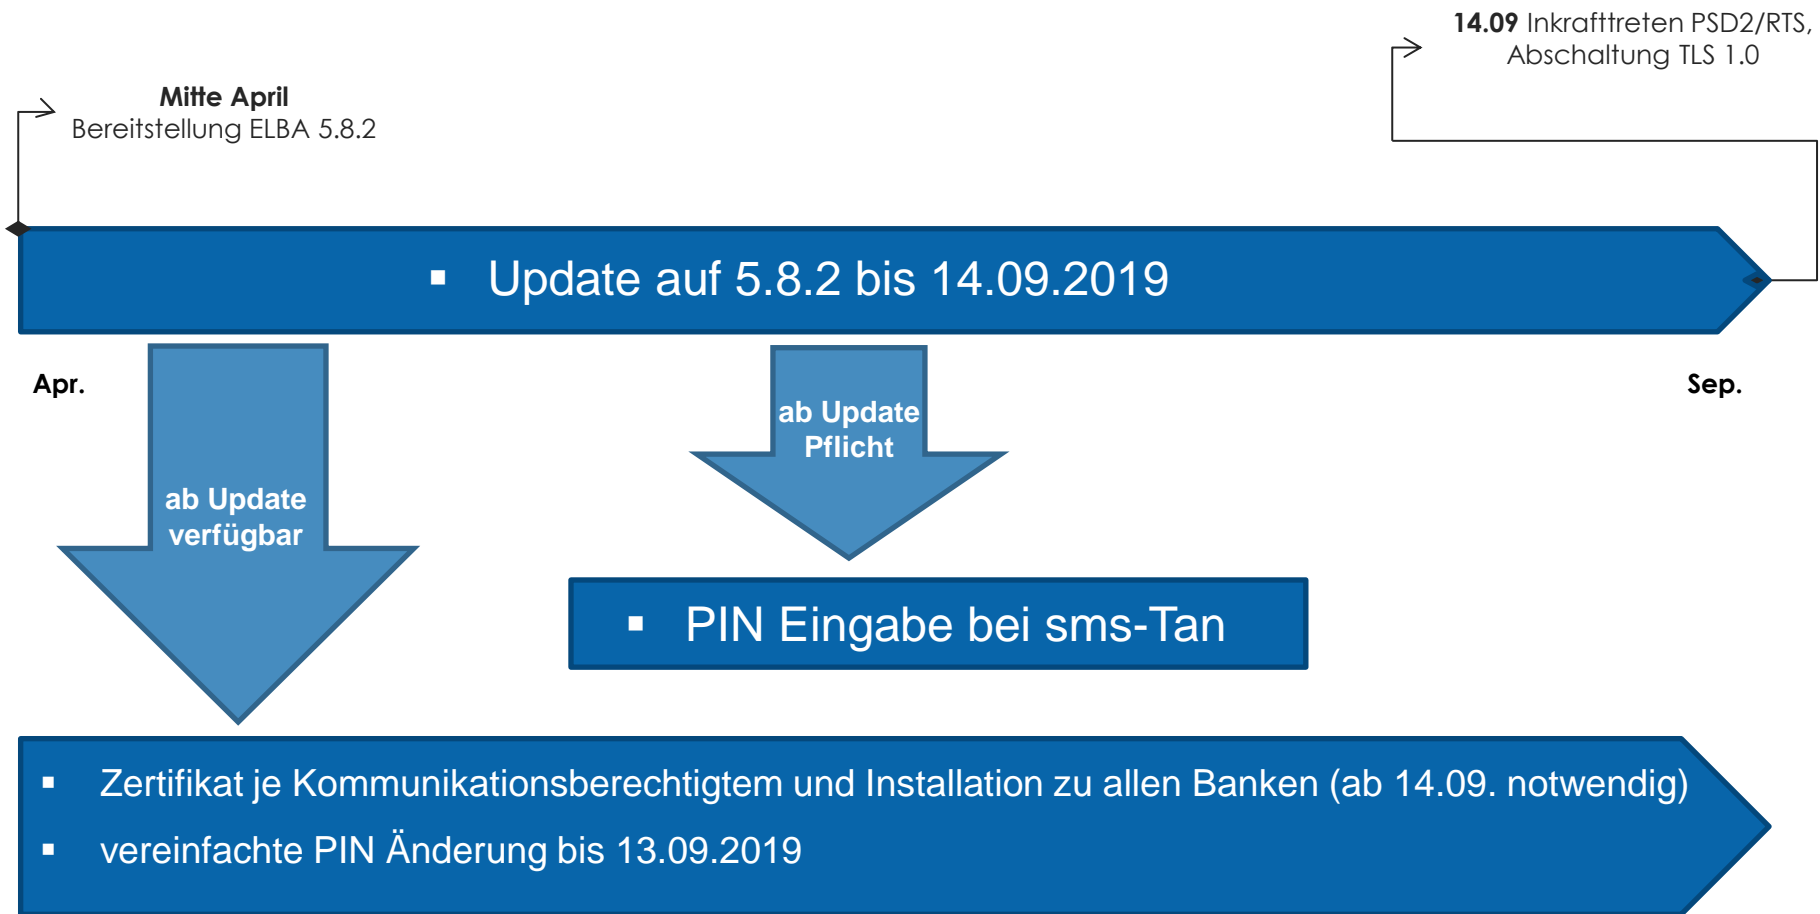 14.09 Inkrafttreten PSD2/RTS,
Abschaltung TLS 1.0
Mitte April
Bereitstellung ELBA 5.8.2
▪ Update auf 5.8.2 bis 14.09.2019
Apr.
Sep.
ab Update
Pflicht
ab Update
verfügbar
▪ PIN Eingabe bei sms-Tan
▪ Zertifikat je Kommunikationsberechtigtem und Installation zu allen Banken (ab 14.09. notwendig)
▪ vereinfachte PIN Änderung bis 13.09.2019